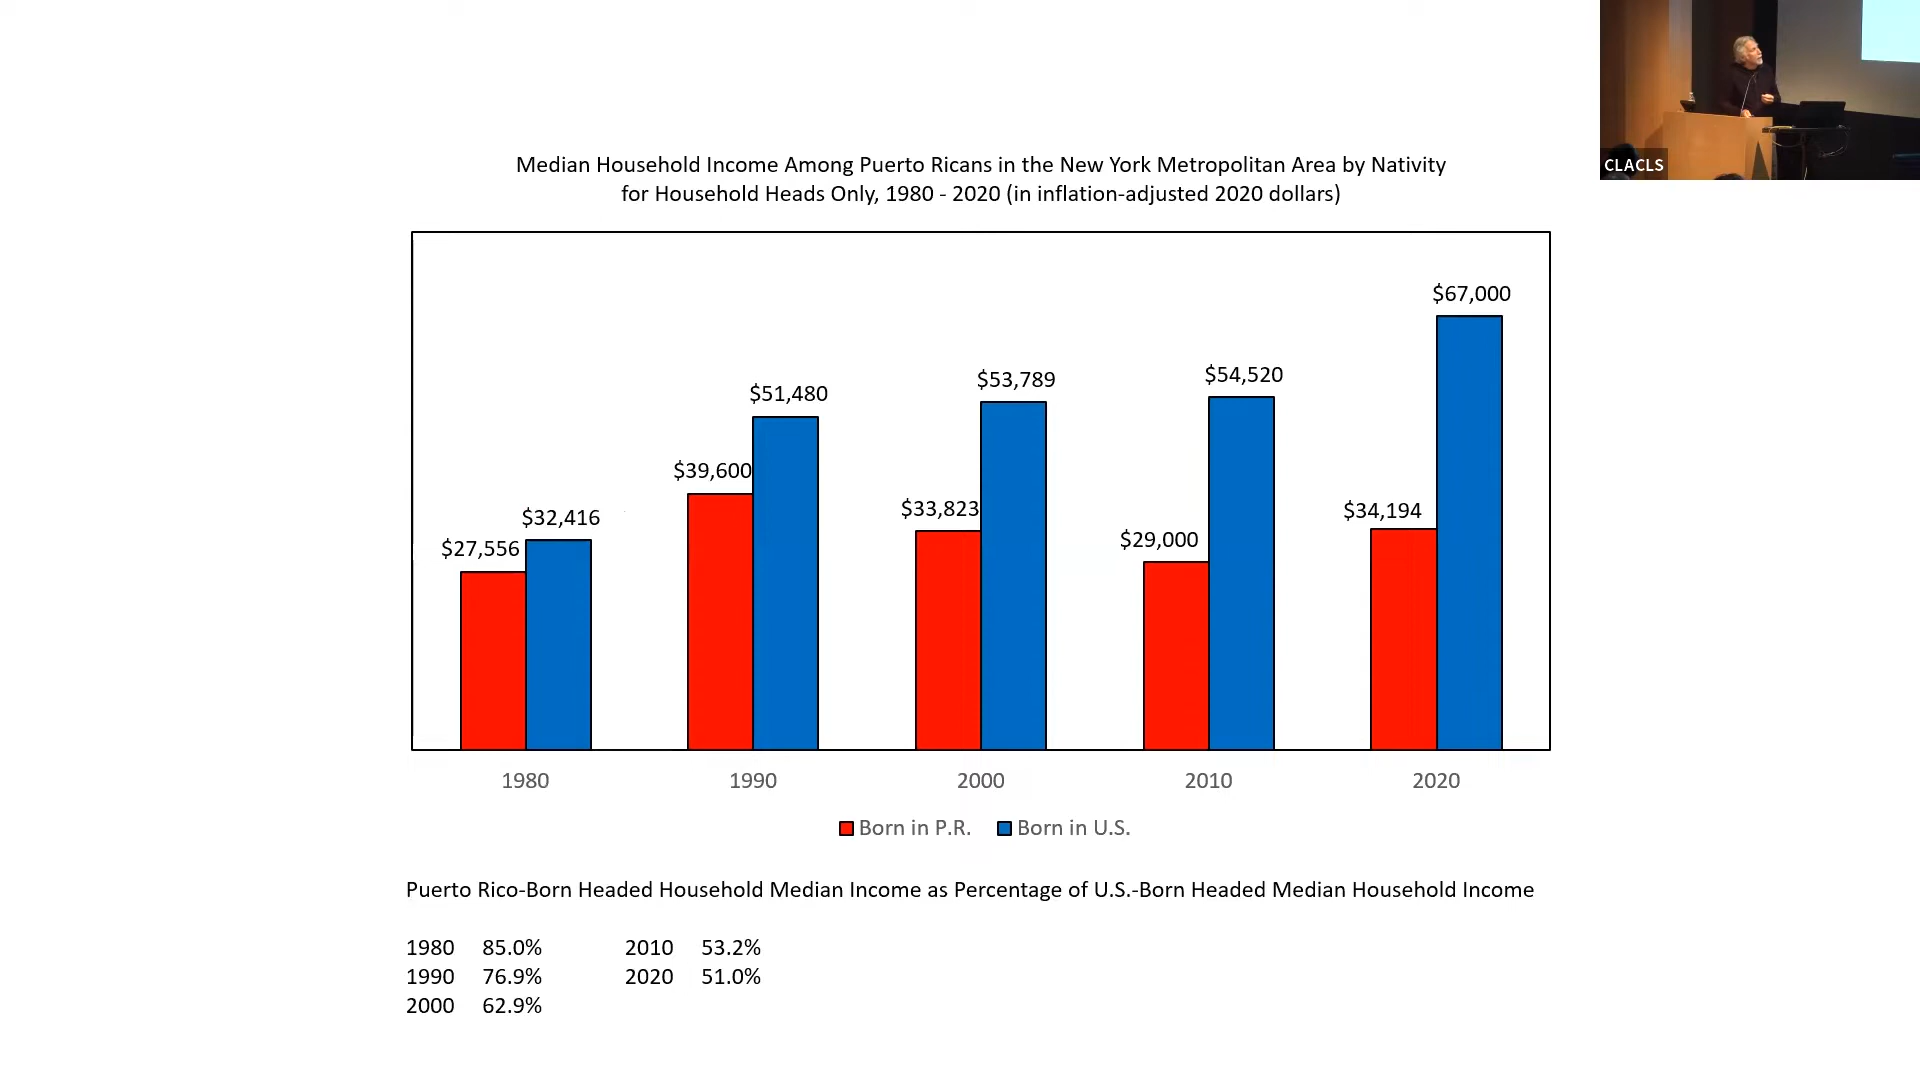 CLACLS
Median Household Income Among Puerto Ricans in the New York Metropolitan Area by Nativity
for Household Heads Only, 1980 - 2020 (in inflation-adjusted 2020 dollars)
$27,556
$32,416
$39,600
$51,480
$33,823
$53,789
$29,000
$54,520
$34,194
$67,000
1980
1990
2000
2010
2020
Born in P.R.
Born in U.S.
Puerto Rico-Born Headed Household Median Income as Percentage of U.S.-Born Headed Median Household Income
1980 85.0% 2010 53.2%
1990 76.9% 2020 51.0%
2000 62.9%